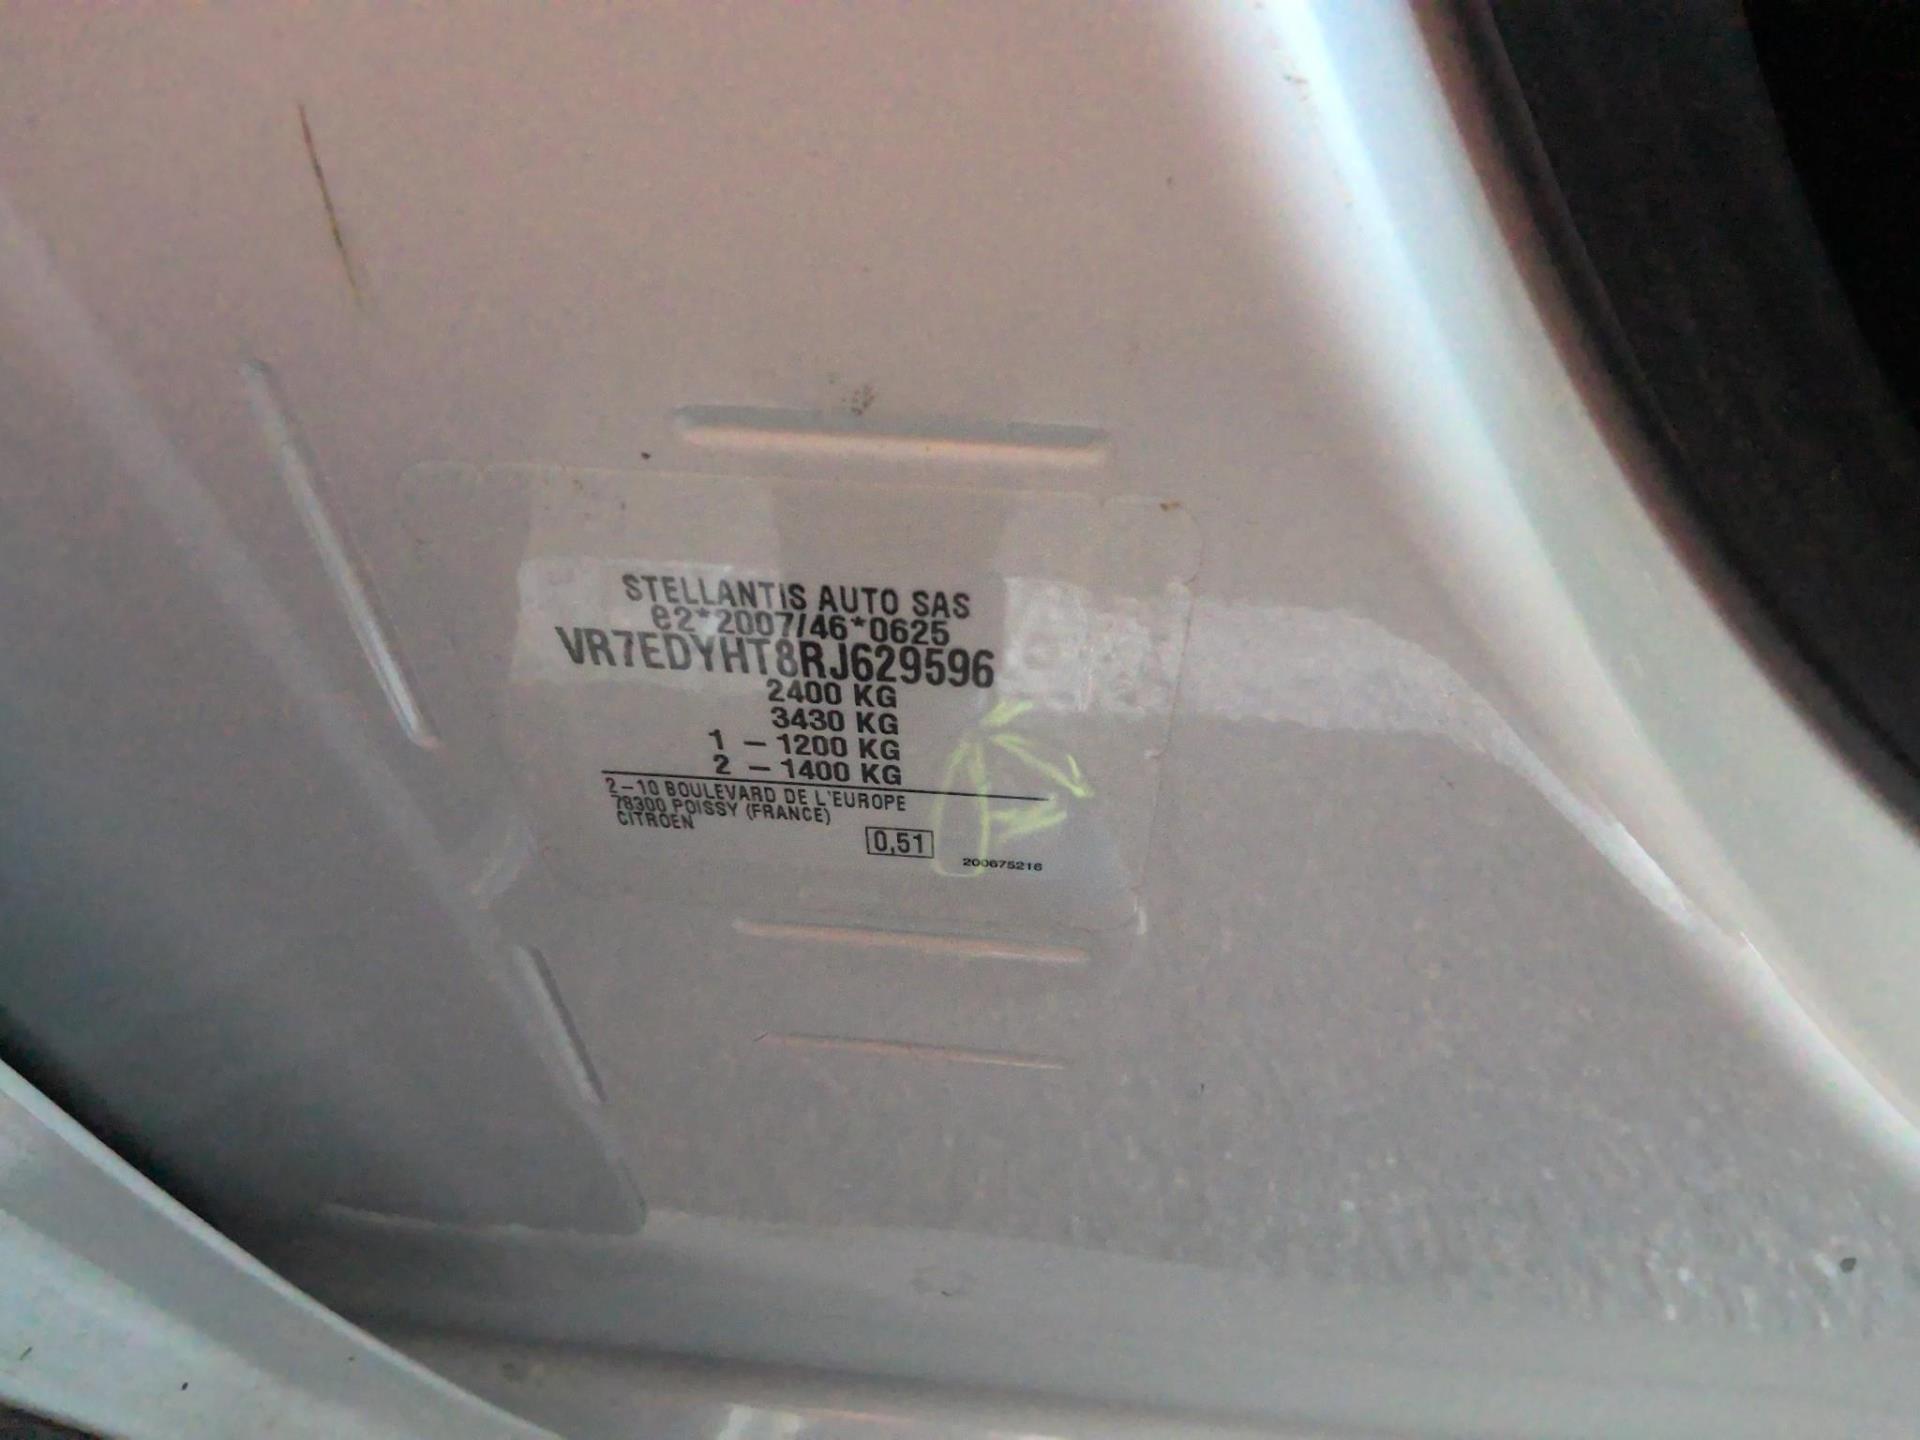 STELLANTIS AUTO SAS
e2*2007/46*0625
VR7EDYHT8RJ629596
2400 KG
3430 KG
1 – 1200 KG
2 – 1400 KG
2–10 BOULEVARD DE L'EUROPE
78300 POISSY (FRANCE)
CITROEN
0,51
200675216